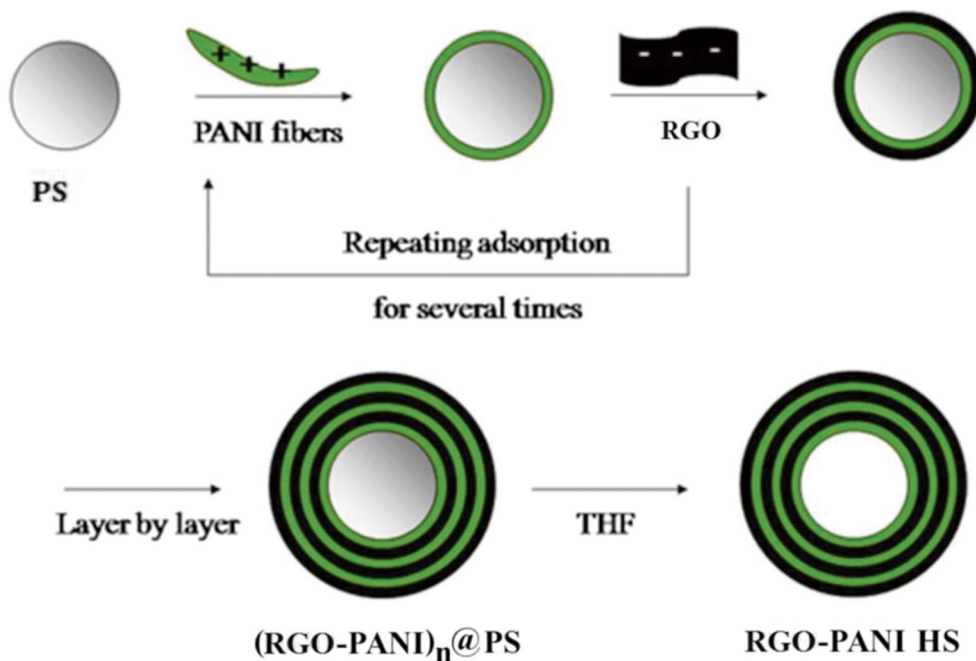 + + +
- - -
PANI fibers
RGO
PS
Repeating adsorption
for several times
Layer by layer
THF
(RGO-PANI)n@PS
RGO-PANI HS